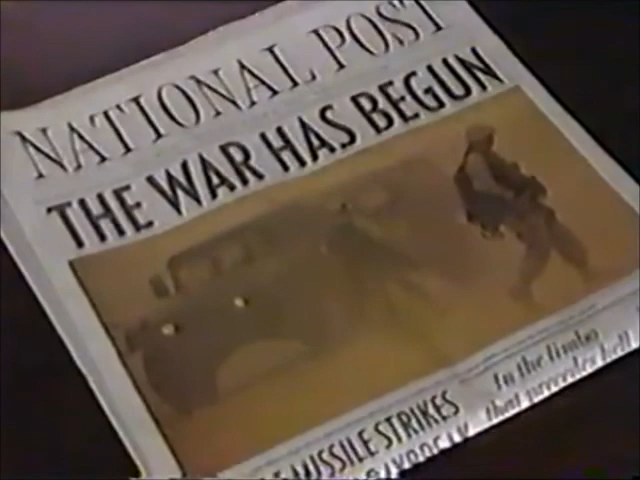 NATIONAL POST
THE WAR HAS BEGUN
MISSILE STRIKES
In the limbo
that precedes hell